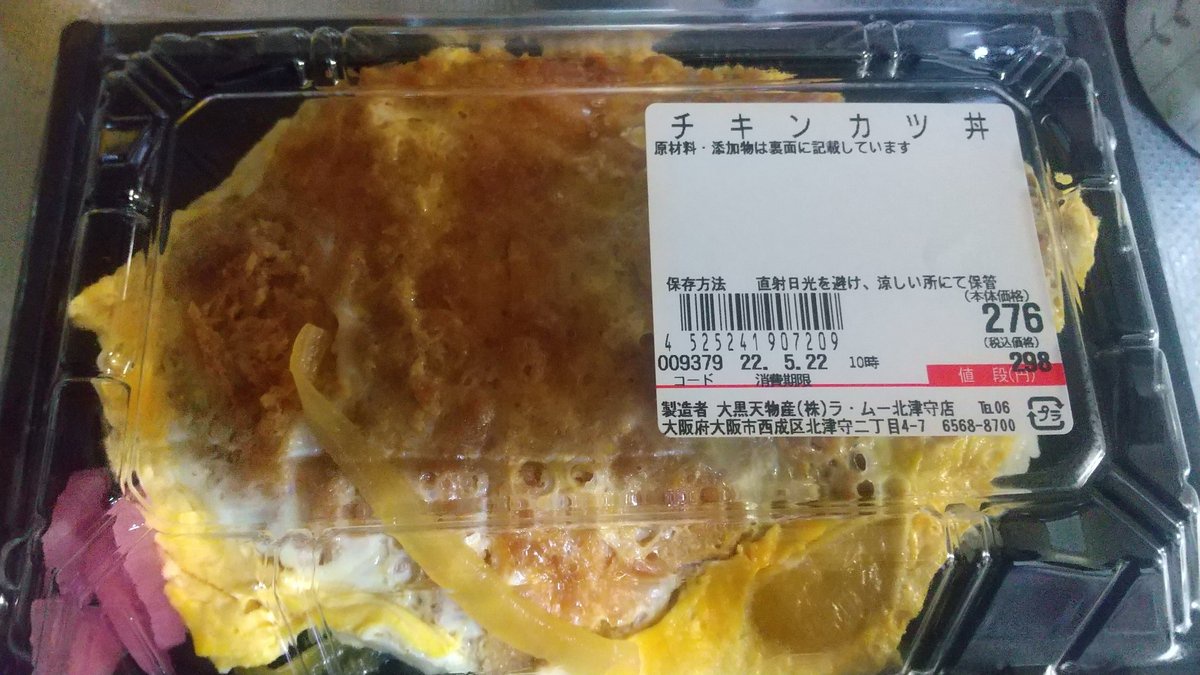 チキンカツ丼
原材料・添加物は裏面に記載しています
保存方法 直射日光を避け、涼しい所にて保管
(本体価格)
276
4 525241 907209
(税込価格)
009379 22. 5.22 10時 298
コード 消費期限 値段(円)
製造者 大黒天物産(株)ラ・ムー北津守店 ℡06
大阪府大阪市西成区北津守二丁目4-7 6568-8700
プラ